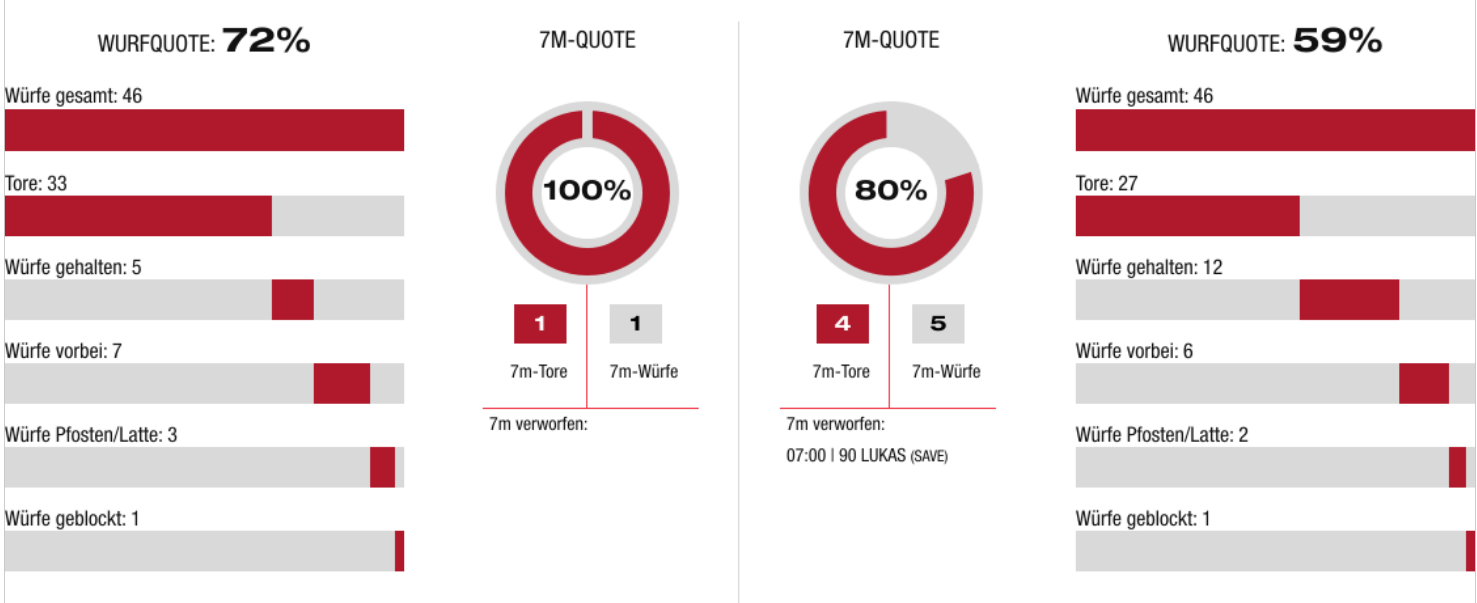 WURFQUOTE: 72%
Würfe gesamt: 46
Tore: 33
Würfe gehalten: 5
Würfe vorbei: 7
Würfe Pfosten/Latte: 3
Würfe geblockt: 1
7M-QUOTE
100%
1 1
7m-Tore 7m-Würfe
7m verworfen:
7M-QUOTE
80%
4 5
7m-Tore 7m-Würfe
7m verworfen:
07:00 | 90 LUKAS (SAVE)
WURFQUOTE: 59%
Würfe gesamt: 46
Tore: 27
Würfe gehalten: 12
Würfe vorbei: 6
Würfe Pfosten/Latte: 2
Würfe geblockt: 1